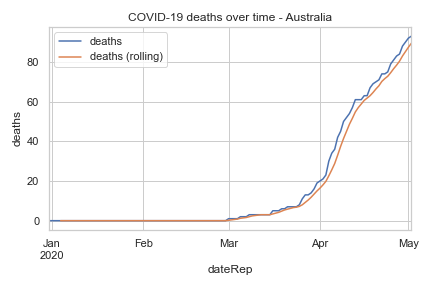 COVID-19 deaths over time - Australia
deaths
deaths (rolling)
80
60
40
20
0
deaths
Jan
2020
Feb
Mar
Apr
May
dateRep